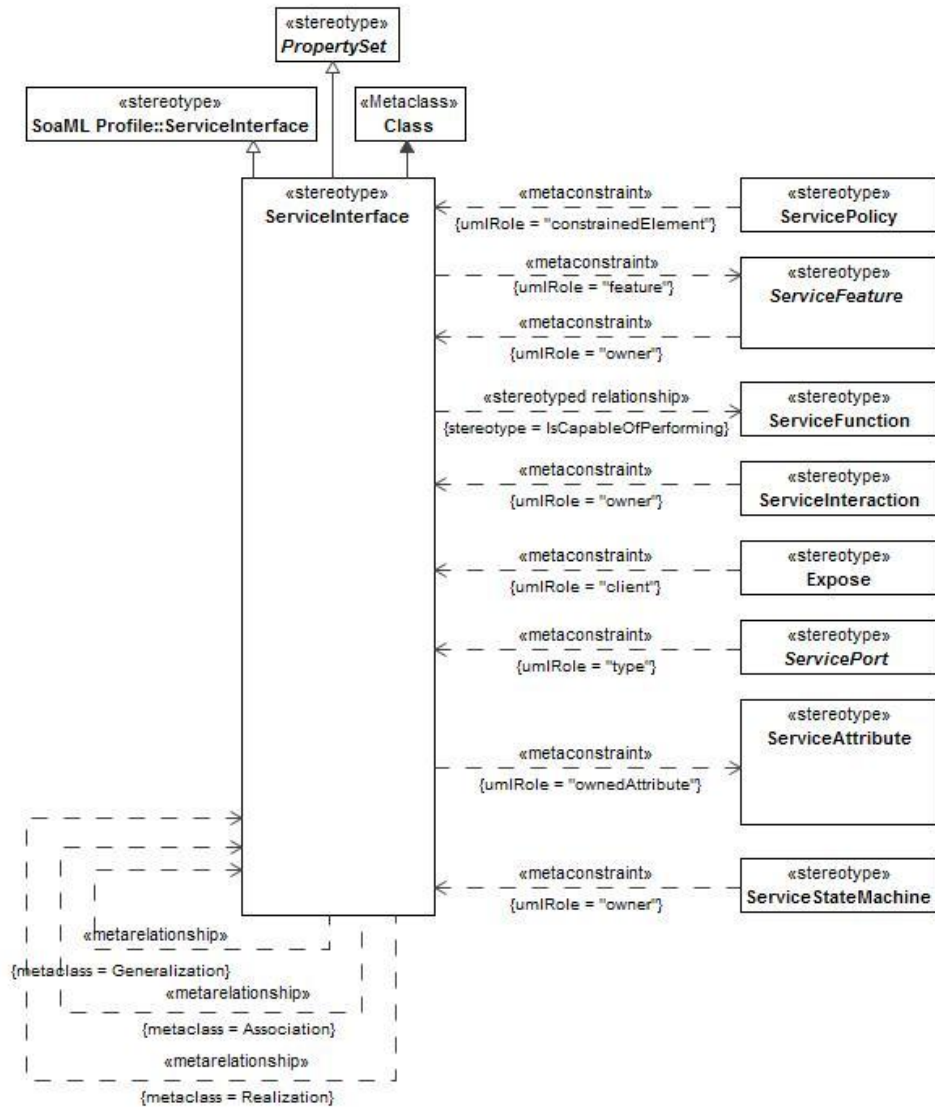 «stereotype»
PropertySet
«stereotype»
SoaML Profile::ServiceInterface
«Metaclass»
Class
«stereotype»
ServiceInterface
«metaconstraint»
{umlRole = "constrainedElement"}
«stereotype»
ServicePolicy
«metaconstraint»
{umlRole = "feature"}
«stereotype»
ServiceFeature
«metaconstraint»
{umlRole = "owner"}
«stereotyped relationship»
{stereotype = IsCapableOfPerforming}
«stereotype»
ServiceFunction
«metaconstraint»
{umlRole = "owner"}
«stereotype»
ServiceInteraction
«metaconstraint»
{umlRole = "client"}
«stereotype»
Expose
«metaconstraint»
{umlRole = "type"}
«stereotype»
ServicePort
«metaconstraint»
{umlRole = "ownedAttribute"}
«stereotype»
ServiceAttribute
«metaconstraint»
{umlRole = "owner"}
«stereotype»
ServiceStateMachine
«metarelationship»
{metaclass = Generalization}
«metarelationship»
{metaclass = Association}
«metarelationship»
{metaclass = Realization}